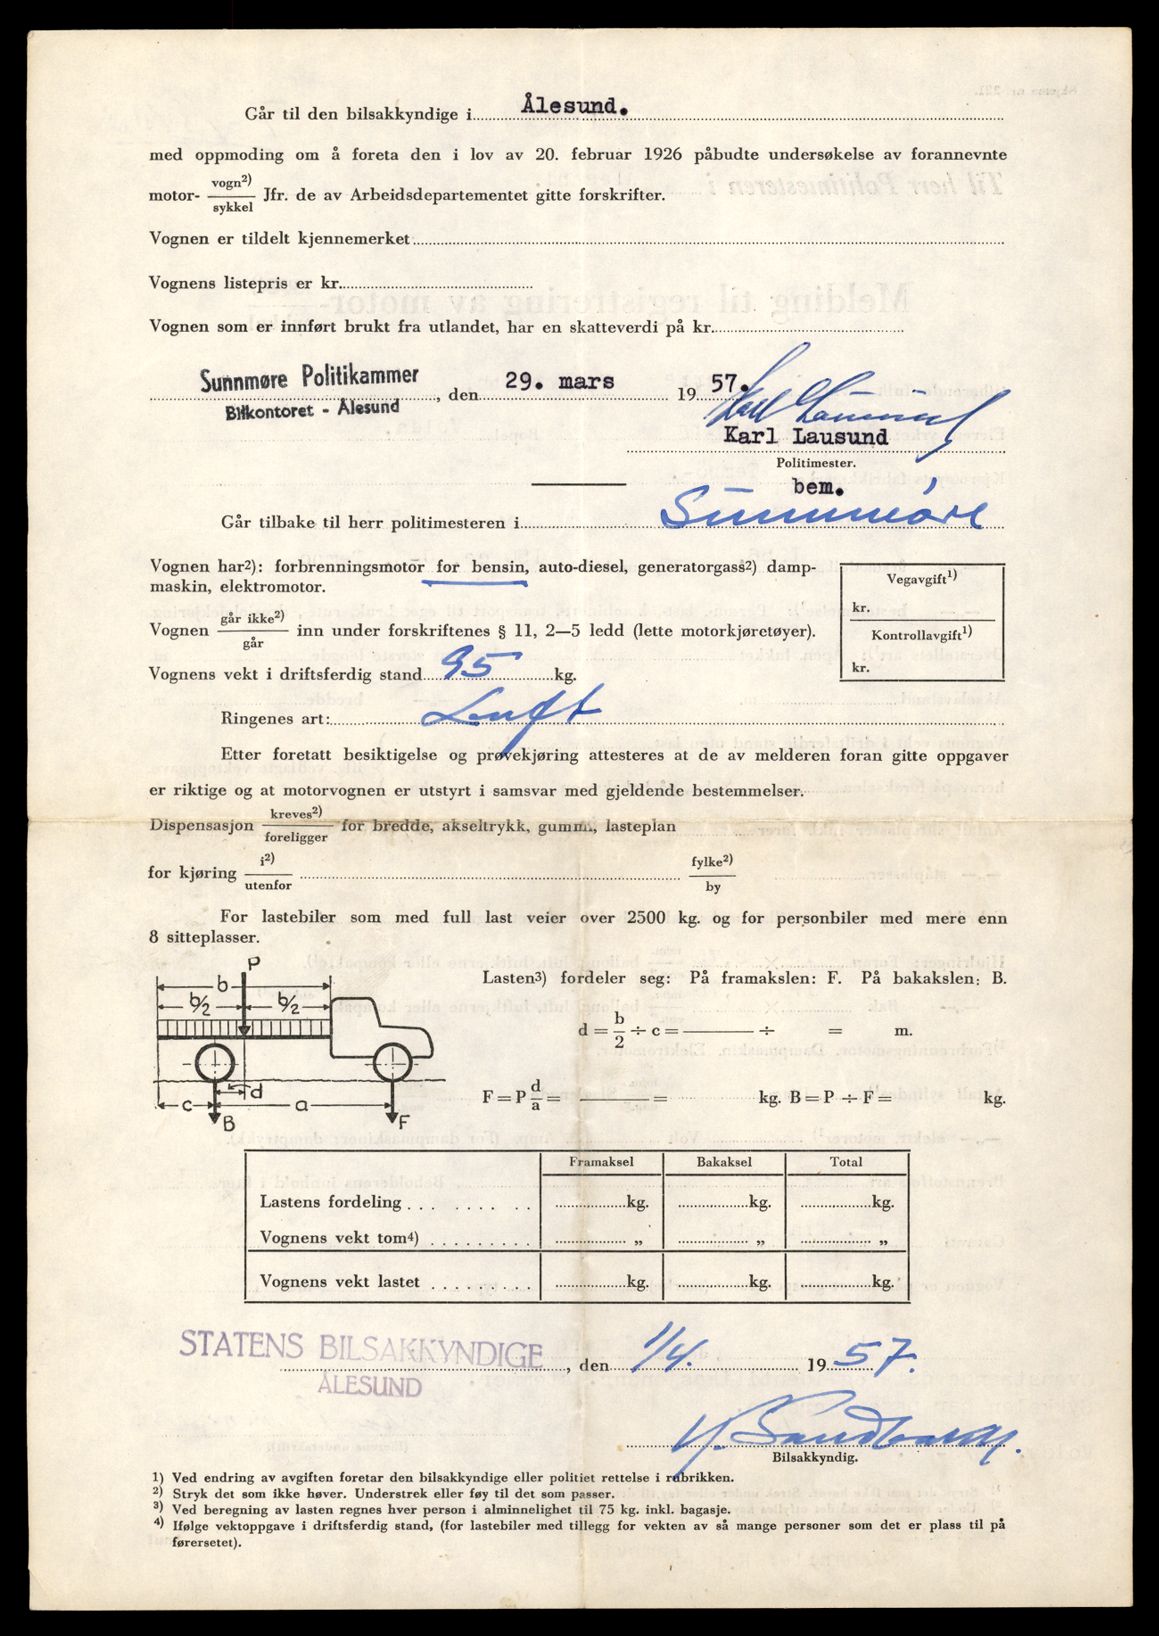 Går til den bilsakkyndige i Ålesund.
med oppmoding om å foreta den i lov av 20. februar 1926 påbudte undersøkelse av forannevnte
motor- vogn2) / sykkel Jfr. de av Arbeidsdepartementet gitte forskrifter.
Vognen er tildelt kjennemerket
Vognens listepris er kr.
Vognen som er innført brukt fra utlandet, har en skatteverdi på kr.
Sunnmøre Politikammer, den 29. mars 1957.
Bilkontoret - Ålesund
Karl Lausund
Karl Lausund
Politimester.
bem.
Går tilbake til herr politimesteren i Sunnmøre
Vognen har2): forbrenningsmotor for bensin, auto-diesel, generatorgass2) damp-
maskin, elektromotor.
Vegavgift1)
kr.
Kontrollavgift1)
kr.
Vognen går ikke2) / går inn under forskriftenes § 11, 2—5 ledd (lette motorkjøretøyer).
Vognens vekt i driftsferdig stand 95 kg.
Ringenes art: Luft
Etter foretatt besiktigelse og prøvekjøring attesteres at de av melderen foran gitte oppgaver
er riktige og at motorvognen er utstyrt i samsvar med gjeldende bestemmelser.
Dispensasjon kreves2) / foreligger for bredde, akseltrykk, gummi, lasteplan
for kjøring i2) / utenfor fylke2) / by
For lastebiler som med full last veier over 2500 kg. og for personbiler med mere enn
8 sitteplasser.
P
b
b/2 b/2
d
c a
B F
Lasten3) fordeler seg: På framakslen: F. På bakakslen: B.
d = b/2 ÷ c = ——— ÷ = m.
F = P d/a = ——— = kg. B = P ÷ F = kg.
Framaksel Bakaksel Total
Lastens fordeling kg. kg. kg.
Vognens vekt tom4) „ „ „
Vognens vekt lastet kg. kg. kg.
STATENS BILSAKKYNDIGE, den 1/4. 1957.
ÅLESUND
Bilsakkyndig.
1) Ved endring av avgiften foretar den bilsakkyndige eller politiet rettelse i rubrikken.
2) Stryk det som ikke høver. Understrek eller føy til det som passer.
3) Ved beregning av lasten regnes hver person i alminnelighet til 75 kg. inkl. bagasje.
4) Ifølge vektoppgave i driftsferdig stand, (for lastebiler med tillegg for vekten av så mange personer som det er plass til på
førersetet).